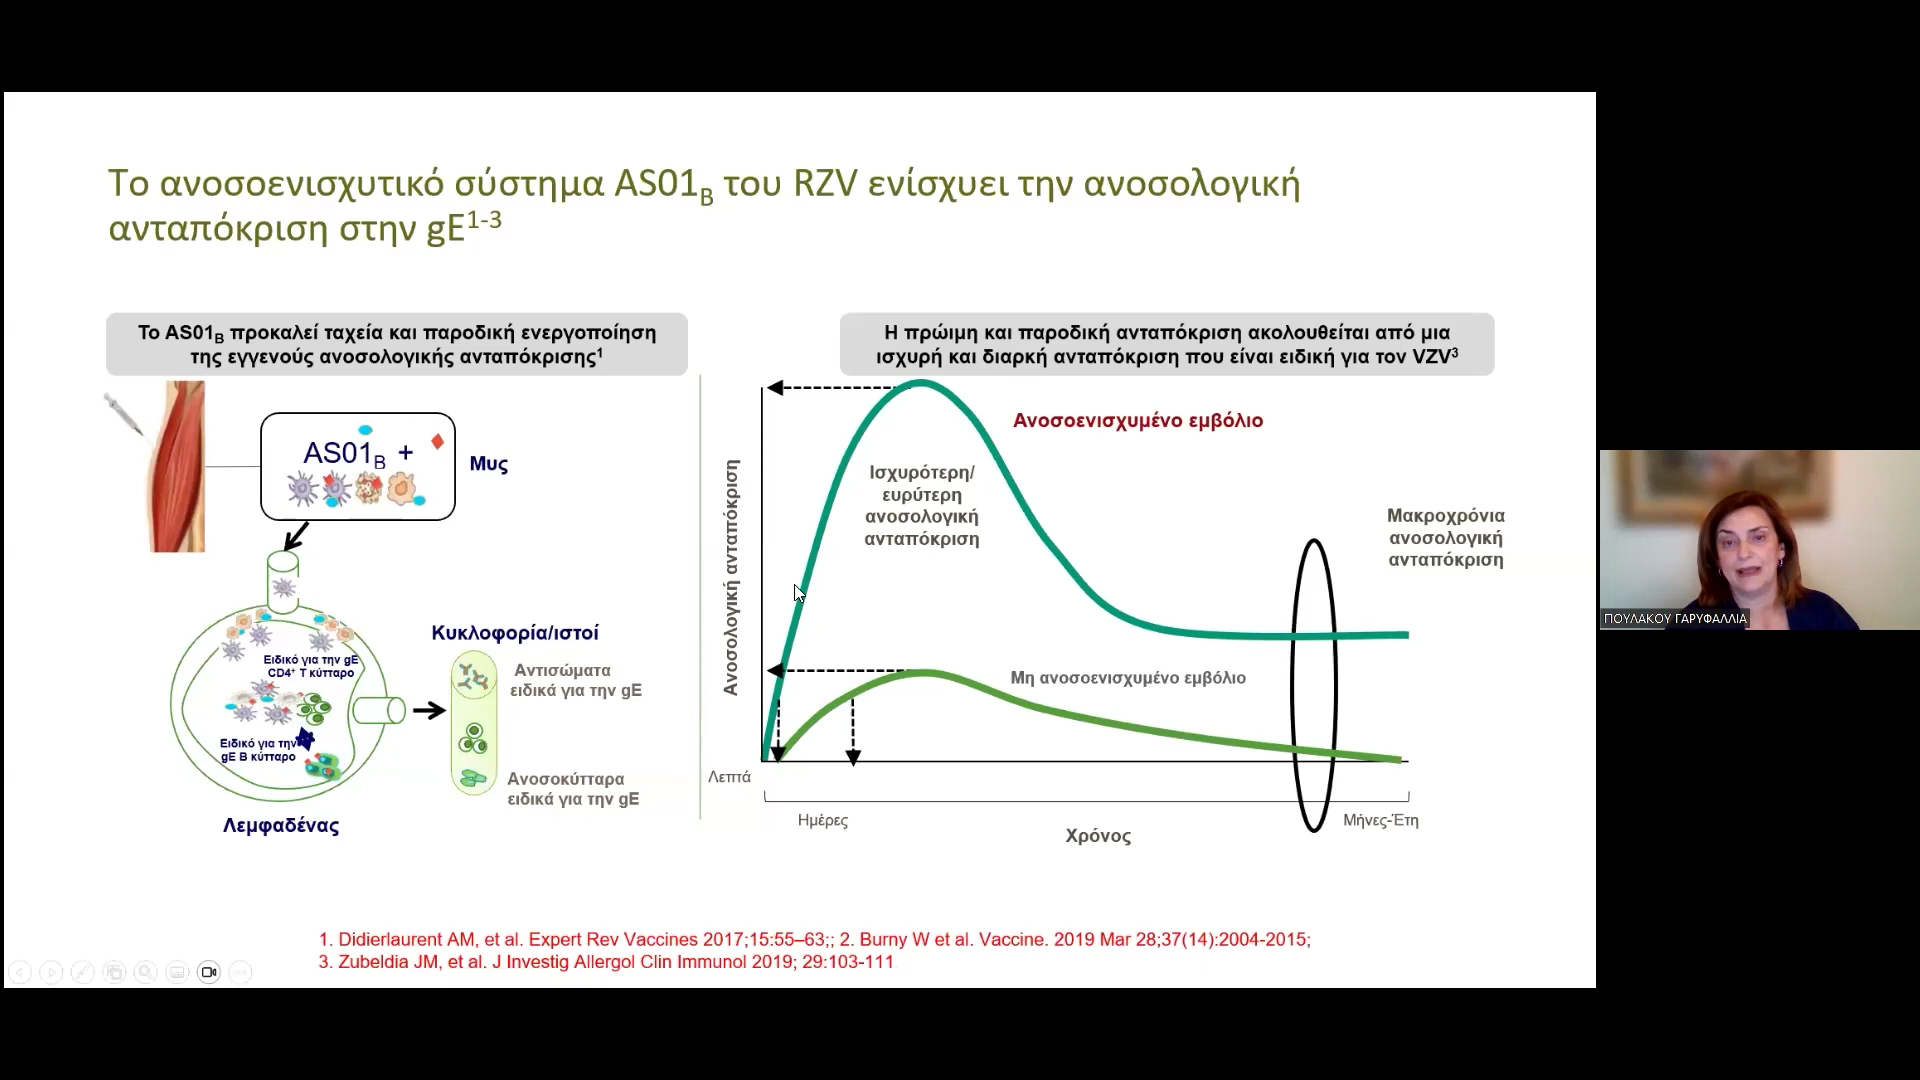 Το ανοσοενισχυτικό σύστημα AS01B του RZV ενίσχυει την ανοσολογική
ανταπόκριση στην gE1-3
Το AS01B προκαλεί ταχεία και παροδική ενεργοποίηση
της εγγενούς ανοσολογικής ανταπόκρισης1
AS01B +
Μυς
Κυκλοφορία/ιστοί
Ειδικό για την gE
CD4+ T κύτταρο
Αντισώματα
ειδικά για την gE
Ειδικό για την
gE B κύτταρο
Ανοσοκύτταρα
ειδικά για την gE
Λεμφαδένας
Η πρώιμη και παροδική ανταπόκριση ακολουθείται από μια
ισχυρή και διαρκή ανταπόκριση που είναι ειδική για τον VZV3
Ανοσολογική ανταπόκριση
Ανοσοενισχυμένο εμβόλιο
Ισχυρότερη/
ευρύτερη
ανοσολογική
ανταπόκριση
Μακροχρόνια
ανοσολογική
ανταπόκριση
Μη ανοσοενισχυμένο εμβόλιο
Λεπτά
Ημέρες
Χρόνος
Μήνες-Έτη
1. Didierlaurent AM, et al. Expert Rev Vaccines 2017;15:55–63;; 2. Burny W et al. Vaccine. 2019 Mar 28;37(14):2004-2015;
3. Zubeldia JM, et al. J Investig Allergol Clin Immunol 2019; 29:103-111
ΠΟΥΛΑΚΟΥ ΓΑΡΥΦΑΛΛΙΑ